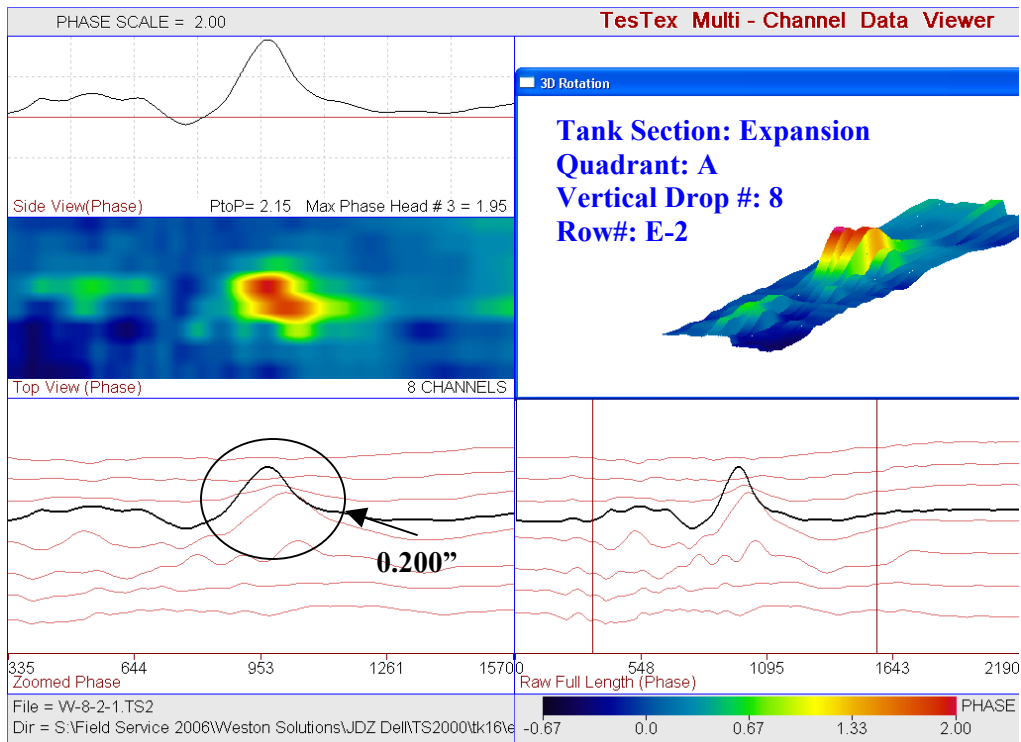 PHASE SCALE = 2.00
TesTex Multi - Channel Data Viewer
3D Rotation
Tank Section: Expansion
Quadrant: A
Vertical Drop #: 8
Row#: E-2
Side View(Phase) PtoP= 2.15 Max Phase Head # 3 = 1.95
Top View (Phase) 8 CHANNELS
0.200”
335 644 953 1261 1570
Zoomed Phase
0 548 1095 1643 2190
Raw Full Length (Phase)
File = W-8-2-1.TS2
Dir = S:\Field Service 2006\Weston Solutions\JDZ Dell\TS2000\tk16\e
PHASE
-0.67 0.0 0.67 1.33 2.00